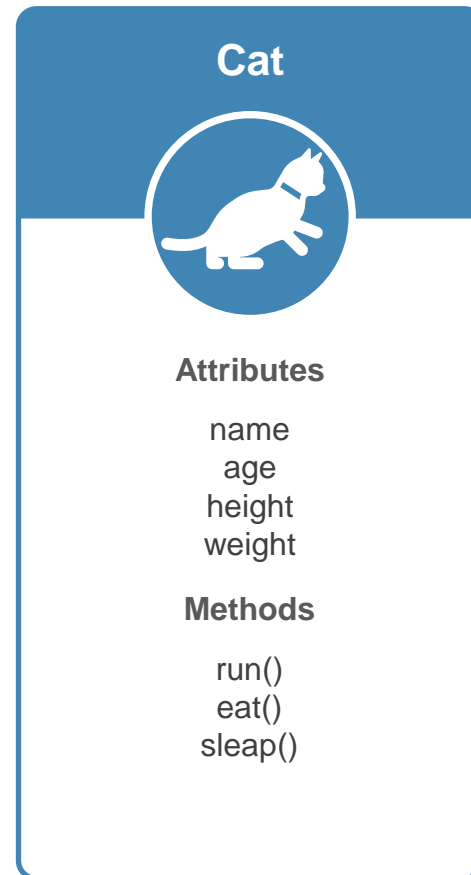 Cat
Attributes
name
age
height
weight
Methods
run()
eat()
sleap()